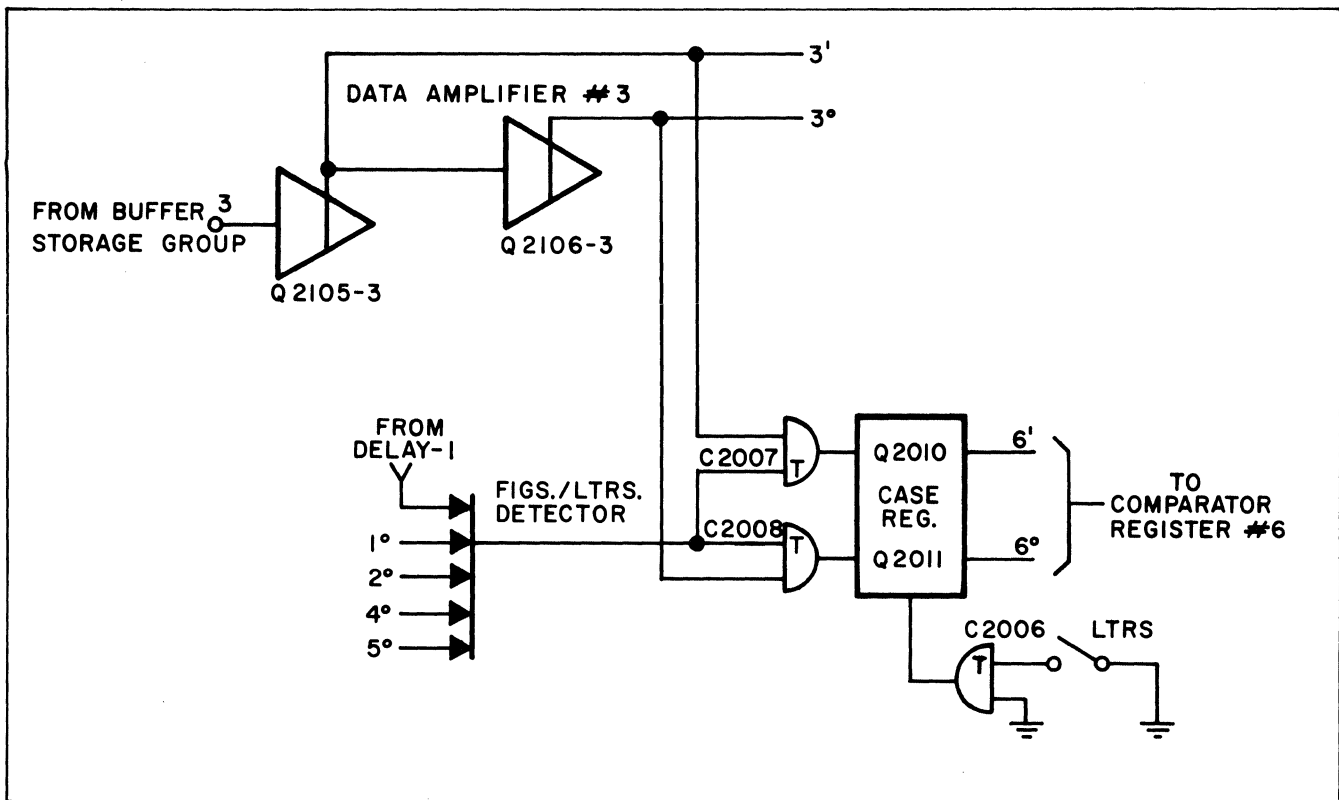 3'
DATA AMPLIFIER #3
3°
FROM BUFFER 3
STORAGE GROUP
Q2106-3
Q2105-3
FROM
DELAY-1
FIGS./LTRS.
DETECTOR
1°
2°
4°
5°
C2007
T
C2008
T
Q2010
CASE
REG.
Q2011
6'
6°
TO
COMPARATOR
REGISTER #6
C2006
LTRS
T